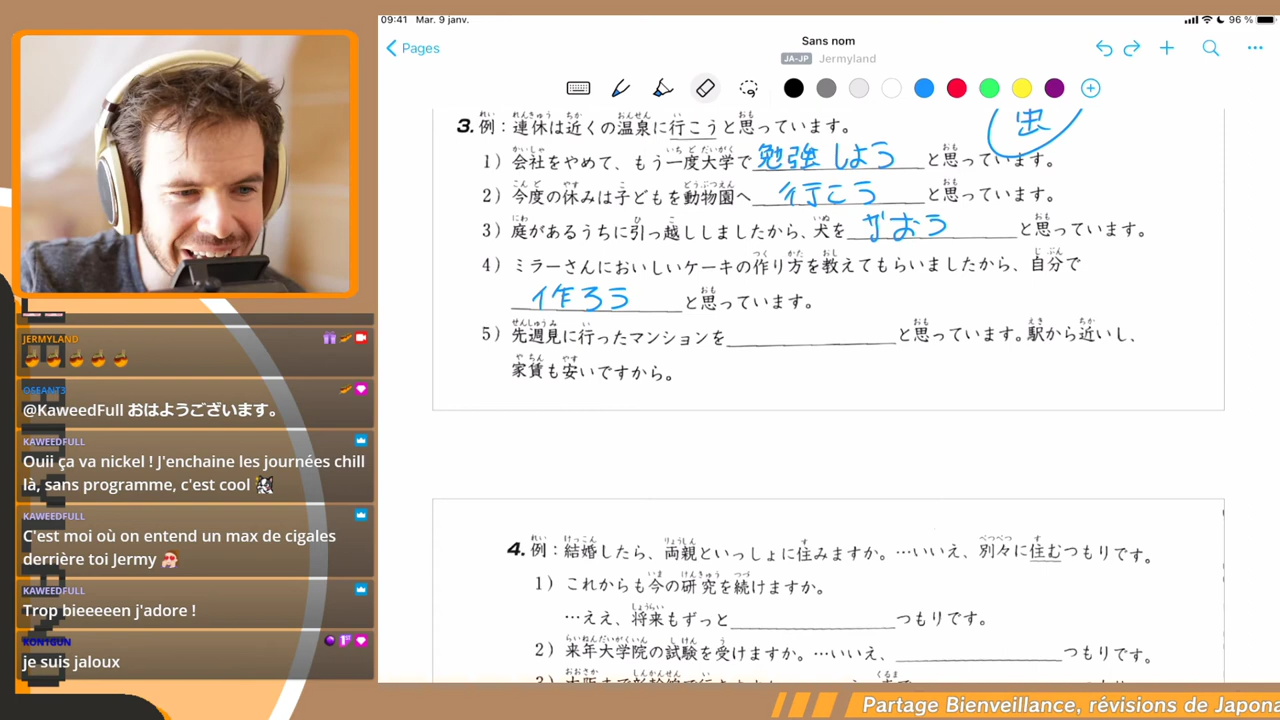 09:41 Mar. 9 janv.
96 %
Pages
Sans nom
JA-JP Jermyland
3. 例：連休は近くの温泉に行こうと思っています。
1）会社をやめて、もう一度大学で 勉強しよう と思っています。
2）今度の休みは子どもを動物園へ 行こう と思っています。
3）庭があるうちに引っ越ししましたから、犬を おう と思っています。
4）ミラーさんにおいしいケーキの作り方を教えてもらいましたから、自分で
作ろう と思っています。
5）先週見に行ったマンションを と思っています。駅から近いし、
家賃も安いですから。
4. 例：結婚したら、両親といっしょに住みますか。…いいえ、別々に住むつもりです。
1）これからも今の研究を続けますか。
…ええ、将来もずっと つもりです。
2）来年大学院の試験を受けますか。…いいえ、 つもりです。
JERMYLAND
@KaweedFull おはようございます。
KAWEEDFULL
Ouii ça va nickel ! J'enchaine les journées chill
là, sans programme, c'est cool
KAWEEDFULL
C'est moi où on entend un max de cigales
derrière toi Jermy
KAWEEDFULL
Trop bieeeeen j'adore !
KON1GUN
je suis jaloux
Partage Bienveillance, révisions de Japona